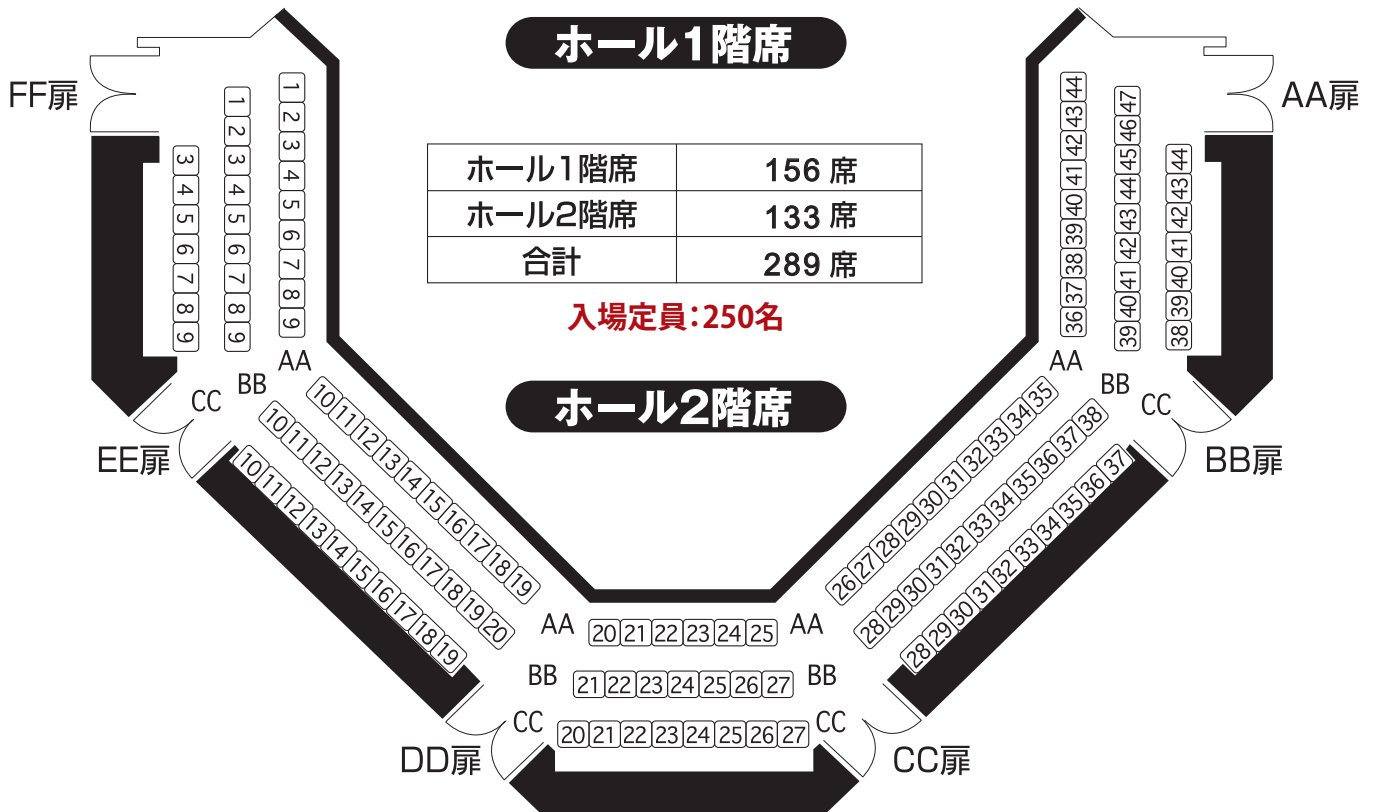 ホール1階席
FF扉
AA扉
ホール1階席 156 席
ホール2階席 133 席
合計 289 席
入場定員:250名
ホール2階席
1 2 3 4 5 6 7 8 9
1 2 3 4 5 6 7 8 9
3 4 5 6 7 8 9
44 43 42 41 40 39 38 37 36
47 46 45 44 43 42 41 40 39
44 43 42 41 40 39 38
AA
BB
CC
AA
BB
CC
EE扉
BB扉
10 11 12 13 14 15 16 17 18 19
10 11 12 13 14 15 16 17 18 19 20
10 11 12 13 14 15 16 17 18 19
26 27 28 29 30 31 32 33 34 35
28 29 30 31 32 33 34 35 36 37 38
28 29 30 31 32 33 34 35 36 37
AA 20 21 22 23 24 25 AA
BB 21 22 23 24 25 26 27 BB
CC 20 21 22 23 24 25 26 27 CC
DD扉
CC扉